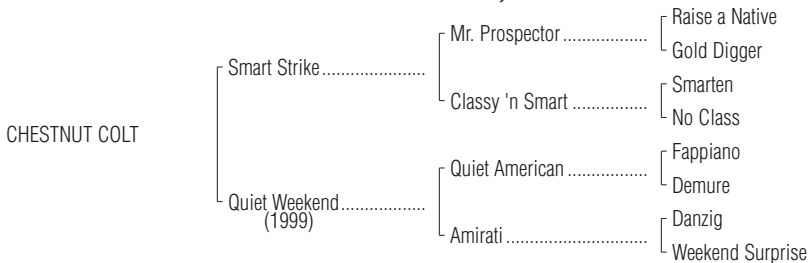 Raise a Native
Mr. Prospector ..................
Gold Digger
Smart Strike......................
Smarten
Classy 'n Smart ................
No Class
CHESTNUT COLT
Fappiano
Quiet American .................
Demure
Quiet Weekend..................
(1999)
Danzig
Amirati ..............................
Weekend Surprise